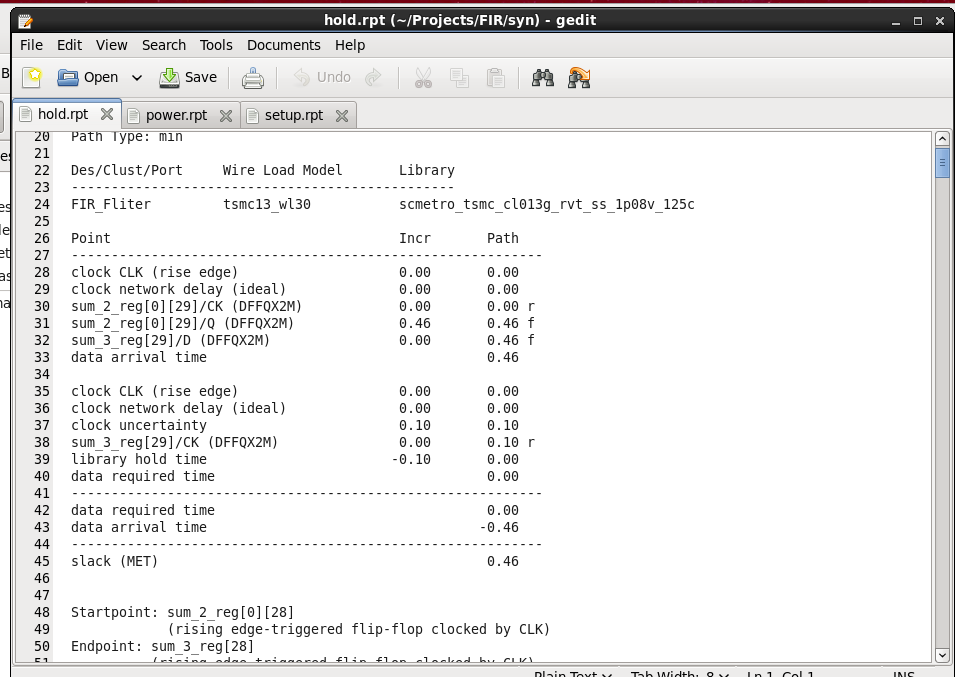 hold.rpt (~/Projects/FIR/syn) - gedit
File Edit View Search Tools Documents Help
Open Save Undo
hold.rpt power.rpt setup.rpt
20 Path Type: min
21
22 Des/Clust/Port Wire Load Model Library
23 ------------------------------------------------
24 FIR_Fliter tsmc13_wl30 scmetro_tsmc_cl013g_rvt_ss_1p08v_125c
25
26 Point Incr Path
27 -----------------------------------------------------------
28 clock CLK (rise edge) 0.00 0.00
29 clock network delay (ideal) 0.00 0.00
30 sum_2_reg[0][29]/CK (DFFQX2M) 0.00 0.00 r
31 sum_2_reg[0][29]/Q (DFFQX2M) 0.46 0.46 f
32 sum_3_reg[29]/D (DFFQX2M) 0.00 0.46 f
33 data arrival time 0.46
34
35 clock CLK (rise edge) 0.00 0.00
36 clock network delay (ideal) 0.00 0.00
37 clock uncertainty 0.10 0.10
38 sum_3_reg[29]/CK (DFFQX2M) 0.00 0.10 r
39 library hold time -0.10 0.00
40 data required time 0.00
41 -----------------------------------------------------------
42 data required time 0.00
43 data arrival time -0.46
44 -----------------------------------------------------------
45 slack (MET) 0.46
46
47
48 Startpoint: sum_2_reg[0][28]
49 (rising edge-triggered flip-flop clocked by CLK)
50 Endpoint: sum_3_reg[28]
51 (rising edge-triggered flip-flop clocked by CLK)
Plain Text Tab Width: 8 Ln 1, Col 1 INS